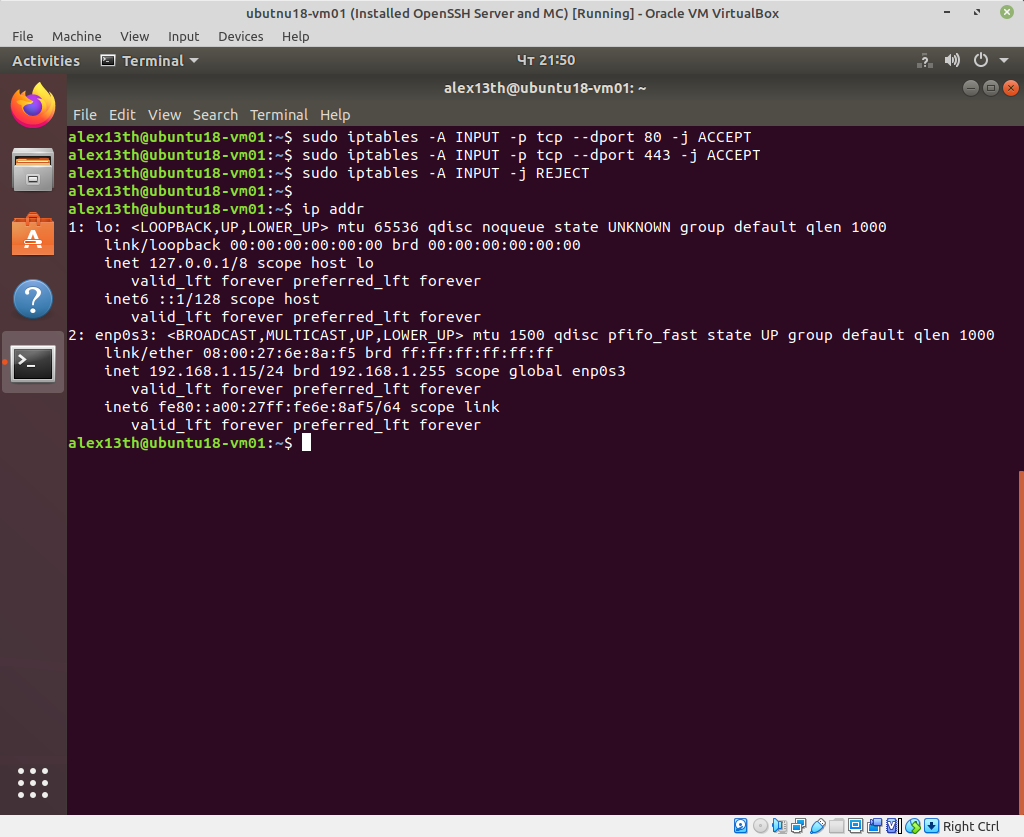 ubutnu18-vm01 (Installed OpenSSH Server and MC) [Running] - Oracle VM VirtualBox
File Machine View Input Devices Help
Activities Terminal Чт 21:50
alex13th@ubuntu18-vm01: ~
File Edit View Search Terminal Help
alex13th@ubuntu18-vm01:~$ sudo iptables -A INPUT -p tcp --dport 80 -j ACCEPT
alex13th@ubuntu18-vm01:~$ sudo iptables -A INPUT -p tcp --dport 443 -j ACCEPT
alex13th@ubuntu18-vm01:~$ sudo iptables -A INPUT -j REJECT
alex13th@ubuntu18-vm01:~$
alex13th@ubuntu18-vm01:~$ ip addr
1: lo: <LOOPBACK,UP,LOWER_UP> mtu 65536 qdisc noqueue state UNKNOWN group default qlen 1000
    link/loopback 00:00:00:00:00:00 brd 00:00:00:00:00:00
    inet 127.0.0.1/8 scope host lo
       valid_lft forever preferred_lft forever
    inet6 ::1/128 scope host
       valid_lft forever preferred_lft forever
2: enp0s3: <BROADCAST,MULTICAST,UP,LOWER_UP> mtu 1500 qdisc pfifo_fast state UP group default qlen 1000
    link/ether 08:00:27:6e:8a:f5 brd ff:ff:ff:ff:ff:ff
    inet 192.168.1.15/24 brd 192.168.1.255 scope global enp0s3
       valid_lft forever preferred_lft forever
    inet6 fe80::a00:27ff:fe6e:8af5/64 scope link
       valid_lft forever preferred_lft forever
alex13th@ubuntu18-vm01:~$
Right Ctrl